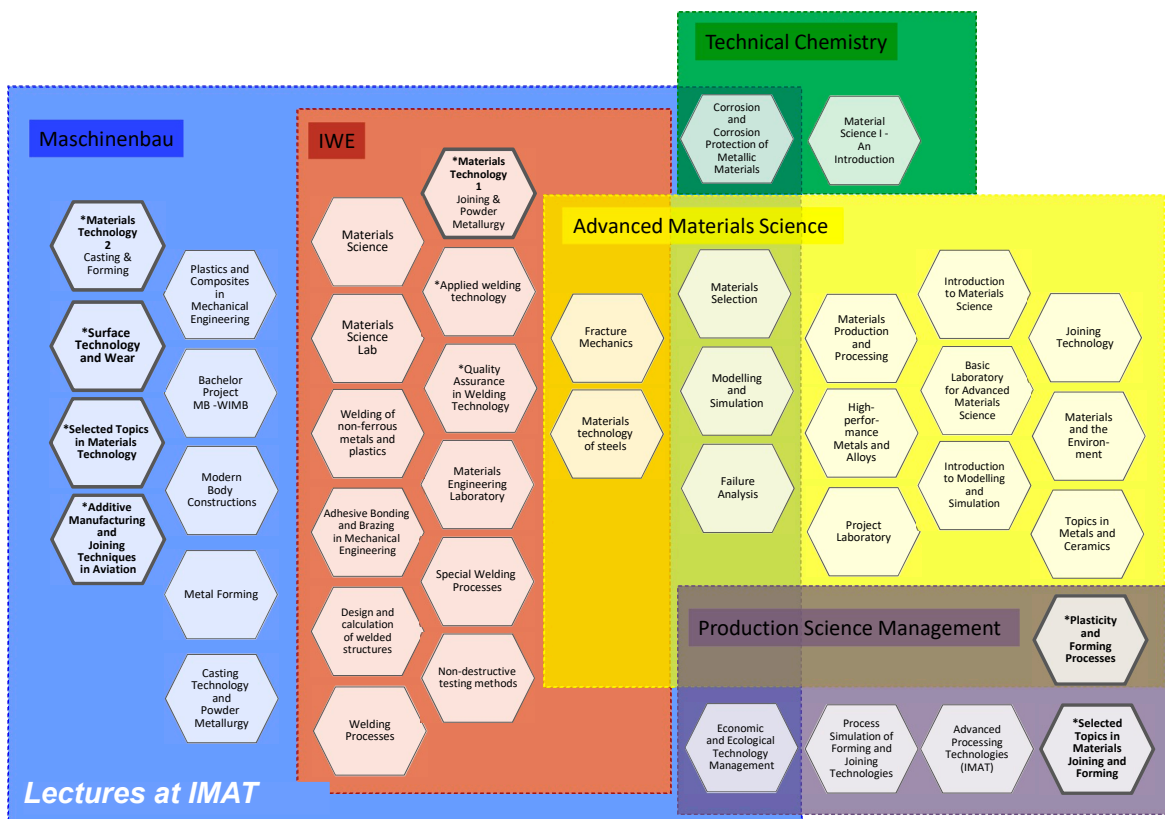 Technical Chemistry
Corrosion
and
Corrosion
Protection of
Metallic
Materials
Material
Science I -
An
Introduction
Maschinenbau
*Materials
Technology
2
Casting &
Forming
*Surface
Technology
and Wear
*Selected Topics
in Materials
Technology
*Additive
Manufacturing
and
Joining
Techniques
in Aviation
Plastics and
Composites
in Mechanical
Engineering
Bachelor
Project
MB -WIMB
Modern
Body
Constructions
Metal Forming
Casting
Technology
and
Powder
Metallurgy
IWE
Materials
Science
Materials
Science
Lab
Welding of
non-ferrous
metals and
plastics
Adhesive Bonding
and Brazing
in Mechanical
Engineering
Design and
calculation
of welded
structures
Welding
Processes
*Materials
Technology
1
Joining &
Powder
Metallurgy
*Applied welding
technology
*Quality
Assurance
in Welding
Technology
Materials
Engineering
Laboratory
Special Welding
Processes
Non-destructive
testing methods
Advanced Materials Science
Fracture
Mechanics
Materials
technology
of steels
Materials
Selection
Modelling
and
Simulation
Failure
Analysis
Materials
Production
and
Processing
High-
perfor-
mance
Metals and
Alloys
Project
Laboratory
Introduction
to Materials
Science
Basic
Laboratory
for Advanced
Materials
Science
Introduction
to Modelling
and
Simulation
Joining
Technology
Materials
and the
Environ-
ment
Topics in
Metals and
Ceramics
Production Science Management
*Plasticity
and
Forming
Processes
Economic
and Ecological
Technology
Management
Process
Simulation of
Forming and
Joining
Technologies
Advanced
Processing
Technologies
(IMAT)
*Selected
Topics in
Materials
Joining and
Forming
Lectures at IMAT